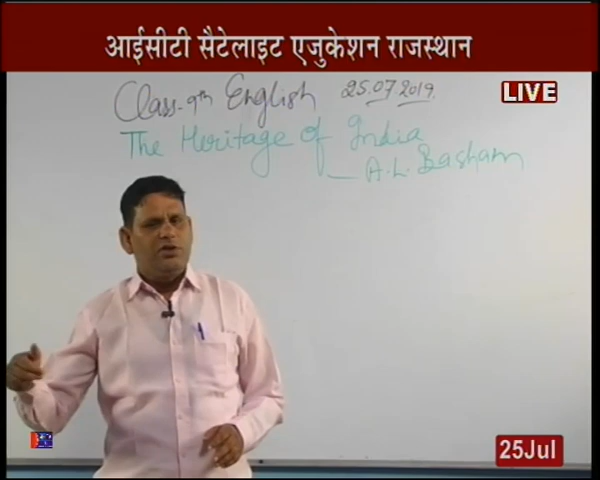 आईसीटी सैटेलाइट एजुकेशन राजस्थान
LIVE
Class-9th English 25.07.2019.
The Heritage of India
- A.L. Basham
25Jul